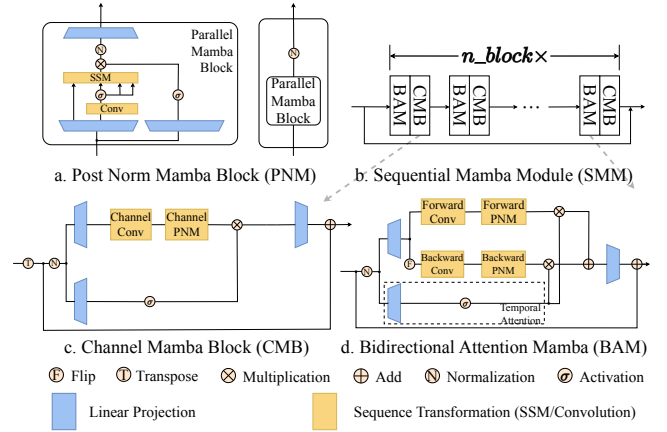 Parallel
Mamba
Block
N
SSM
σ
σ
Conv
N
Parallel
Mamba
Block
a. Post Norm Mamba Block (PNM)
n_block×
BAM
CMB
BAM
CMB
...
BAM
CMB
b. Sequential Mamba Module (SMM)
T
N
Channel
Conv
Channel
PNM
σ
c. Channel Mamba Block (CMB)
N
F
Forward
Conv
Forward
PNM
Backward
Conv
Backward
PNM
σ
Temporal
Attention
d. Bidirectional Attention Mamba (BAM)
F Flip
T Transpose
Multiplication
Add
N Normalization
σ Activation
Linear Projection
Sequence Transformation (SSM/Convolution)